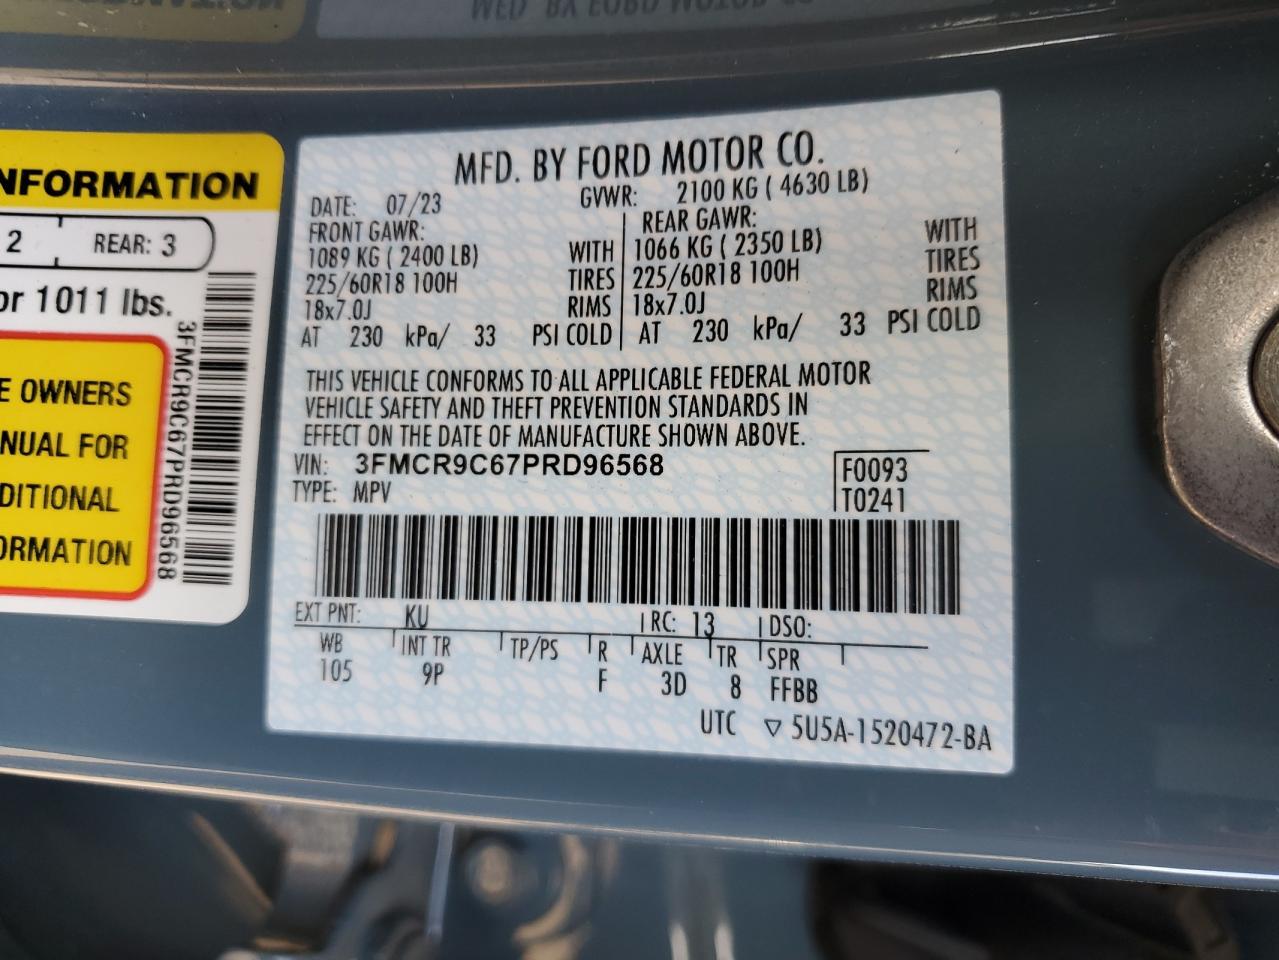 NFORMATION
2 REAR: 3
or 1011 lbs.
E OWNERS
NUAL FOR
DITIONAL
ORMATION
3FMCR9C67PRD96568
MFD. BY FORD MOTOR CO.
DATE: 07/23 GVWR: 2100 KG ( 4630 LB)
FRONT GAWR: REAR GAWR:
1089 KG ( 2400 LB) WITH 1066 KG ( 2350 LB) WITH
225/60R18 100H TIRES 225/60R18 100H TIRES
18x7.0J RIMS 18x7.0J RIMS
AT 230 kPa/ 33 PSI COLD AT 230 kPa/ 33 PSI COLD
THIS VEHICLE CONFORMS TO ALL APPLICABLE FEDERAL MOTOR
VEHICLE SAFETY AND THEFT PREVENTION STANDARDS IN
EFFECT ON THE DATE OF MANUFACTURE SHOWN ABOVE.
VIN: 3FMCR9C67PRD96568 F0093
TYPE: MPV T0241
EXT PNT: KU RC: 13 DSO:
WB INT TR TP/PS R AXLE TR SPR
105 9P F 3D 8 FFBB
UTC ▽ 5U5A-1520472-BA